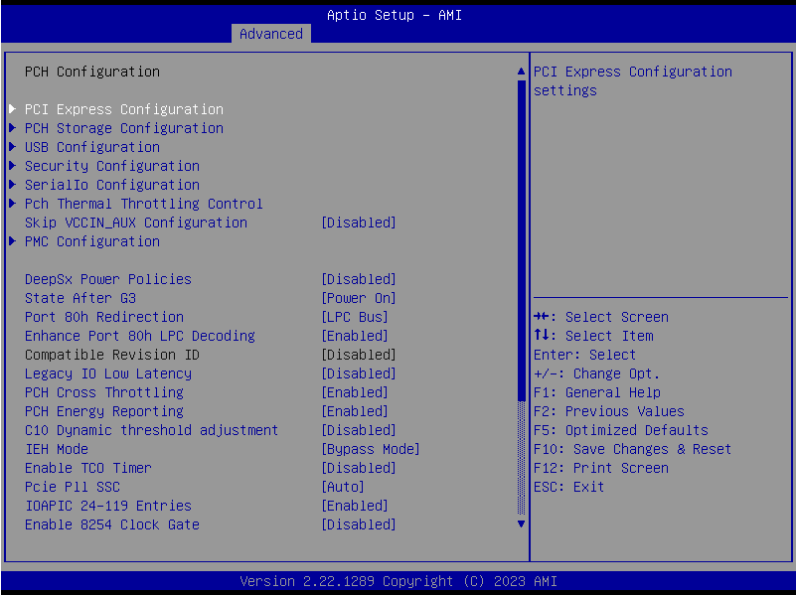 Aptio Setup - AMI
Advanced
PCH Configuration
PCI Express Configuration
PCH Storage Configuration
USB Configuration
Security Configuration
SerialIo Configuration
Pch Thermal Throttling Control
Skip VCCIN_AUX Configuration [Disabled]
PMC Configuration
DeepSx Power Policies [Disabled]
State After G3 [Power On]
Port 80h Redirection [LPC Bus]
Enhance Port 80h LPC Decoding [Enabled]
Compatible Revision ID [Disabled]
Legacy IO Low Latency [Disabled]
PCH Cross Throttling [Enabled]
PCH Energy Reporting [Enabled]
C10 Dynamic threshold adjustment [Disabled]
IEH Mode [Bypass Mode]
Enable TCO Timer [Disabled]
Pcie Pll SSC [Auto]
IOAPIC 24-119 Entries [Enabled]
Enable 8254 Clock Gate [Disabled]
PCI Express Configuration
settings
→←: Select Screen
↑↓: Select Item
Enter: Select
+/-: Change Opt.
F1: General Help
F2: Previous Values
F5: Optimized Defaults
F10: Save Changes & Reset
F12: Print Screen
ESC: Exit
Version 2.22.1289 Copyright (C) 2023 AMI